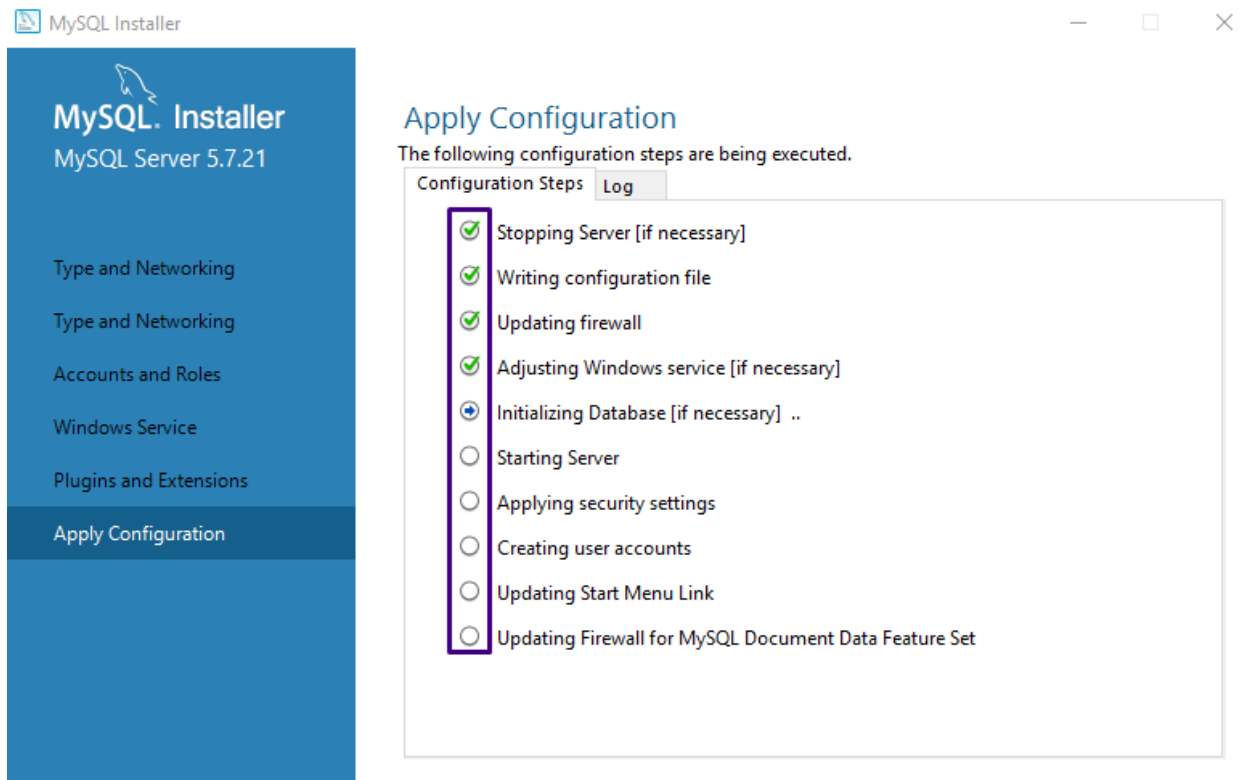 MySQL Installer
MySQL. Installer
MySQL Server 5.7.21
Type and Networking
Type and Networking
Accounts and Roles
Windows Service
Plugins and Extensions
Apply Configuration
Apply Configuration
The following configuration steps are being executed.
Configuration Steps Log
Stopping Server [if necessary]
Writing configuration file
Updating firewall
Adjusting Windows service [if necessary]
Initializing Database [if necessary] ..
Starting Server
Applying security settings
Creating user accounts
Updating Start Menu Link
Updating Firewall for MySQL Document Data Feature Set